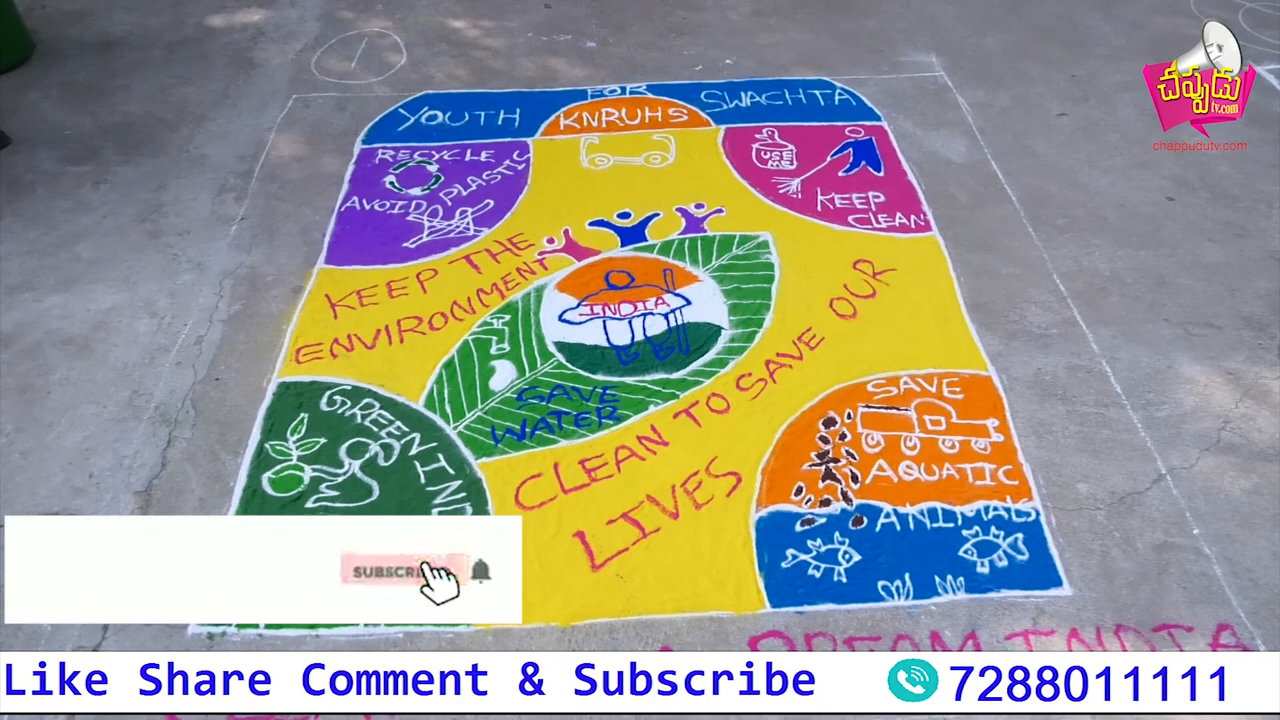 చప్పుడు
tv.com
chappudutv.com
YOUTH FOR SWACHTA
KNRUHS
RECYCLE
AVOID PLASTIC
USE
ME
KEEP
CLEAN
KEEP THE
ENVIRONMENT
INDIA
SAVE
WATER
CLEAN TO SAVE OUR
LIVES
GREEN IND
SAVE
AQUATIC
ANIMALS
DREAM INDIA
SUBSCRI
Like Share Comment & Subscribe
7288011111